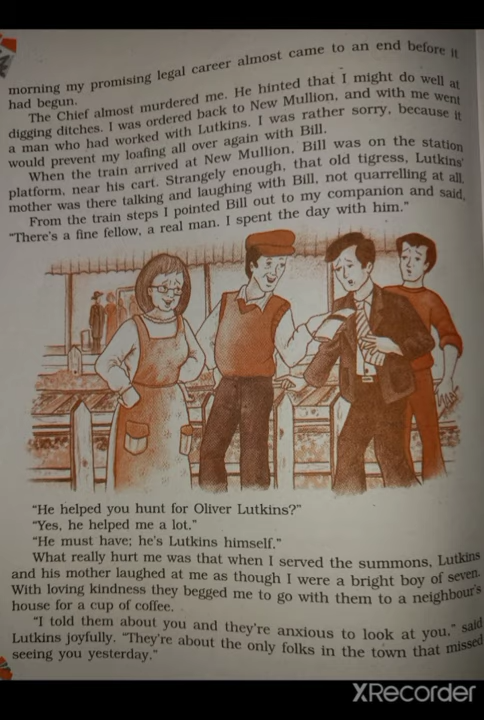 morning my promising legal career almost came to an end before it
had begun.
The Chief almost murdered me. He hinted that I might do well at
digging ditches. I was ordered back to New Mullion, and with me went
a man who had worked with Lutkins. I was rather sorry, because it
would prevent my loafing all over again with Bill.
When the train arrived at New Mullion, Bill was on the station
platform, near his cart. Strangely enough, that old tigress, Lutkins'
mother was there talking and laughing with Bill, not quarrelling at all.
From the train steps I pointed Bill out to my companion and said,
"There's a fine fellow, a real man. I spent the day with him."
"He helped you hunt for Oliver Lutkins?"
"Yes, he helped me a lot."
"He must have; he's Lutkins himself."
What really hurt me was that when I served the summons, Lutkins
and his mother laughed at me as though I were a bright boy of seven.
With loving kindness they begged me to go with them to a neighbour's
house for a cup of coffee.
"I told them about you and they're anxious to look at you," said
Lutkins joyfully. "They're about the only folks in the town that missed
seeing you yesterday."
XRecorder